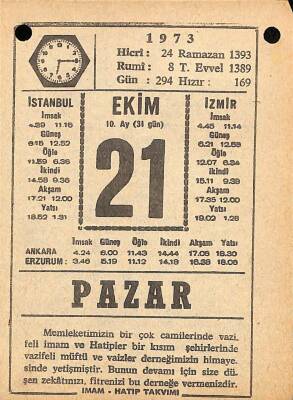 1973
Hicrî : 24 Ramazan 1393
Rumî : 8 T. Evvel 1389
Gün : 294 Hızır : 169
İSTANBUL
İmsak
4.39 11.16
Güneş
6.15 12.52
Öğle
11.59 6.36
İkindi
14.58 9.36
Akşam
17.21 12.00
Yatsı
18.52 1.31
EKİM
10. Ay (31 gün)
21
İZMİR
İmsak
4.45 11.14
Güneş
6.21 12.53
Öğle
12.07 6.34
İkindi
15.11 9.38
Akşam
17.35 12.00
Yatsı
19.02 1.28
İmsak Güneş Öğle İkindi Akşam Yatsı
ANKARA 4.24 6.00 11.43 14.44 17.08 18.30
ERZURUM : 3.46 5.19 11.12 14.13 16.38 18.06
PAZAR
Memleketimizin bir çok camilerinde vazi,
feli imam ve Hatipler bir kısım şehirlerinde
vazifeli müftü ve vaizler derneğimizin himaye,
sinde yetişmiştir. Bunun devamı için size dü,
şen zekâtınızı, fitrenizi bu derneğe vermenizdir.
İMAM - HATİP TAKVİMİ